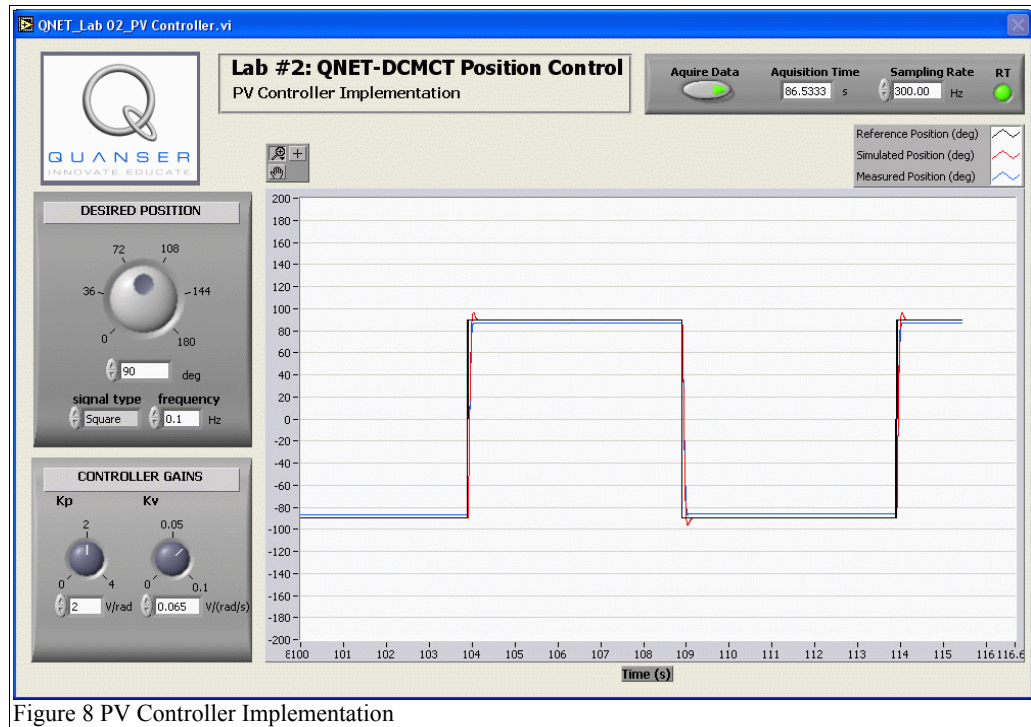 QNET_Lab 02_PV Controller.vi
QUANSER
INNOVATE EDUCATE
Lab #2: QNET-DCMCT Position Control
PV Controller Implementation
Aquire Data
Aquisition Time
Sampling Rate
RT
86.5333 s
300.00 Hz
Reference Position (deg)
Simulated Position (deg)
Measured Position (deg)
DESIRED POSITION
72 108
36 144
0 180
90 deg
signal type frequency
Square 0.1 Hz
CONTROLLER GAINS
Kp Kv
2 0.05
0 4 0 0.1
2 V/rad 0.065 V/(rad/s)
200
180
160
140
120
100
80
60
40
20
0
-20
-40
-60
-80
-100
-120
-140
-160
-180
-200
100 101 102 103 104 105 106 107 108 109 110 111 112 113 114 115 116 116.6
Time (s)
Figure 8 PV Controller Implementation